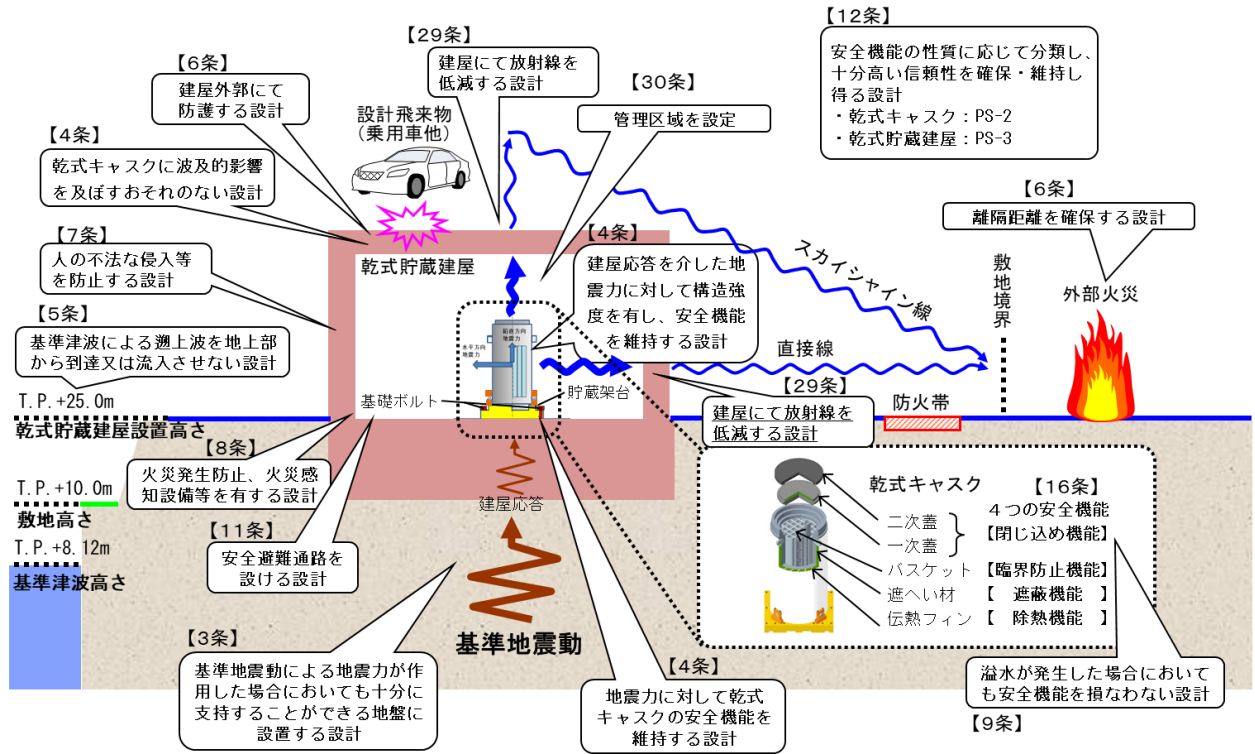 【12条】
安全機能の性質に応じて分類し、
十分高い信頼性を確保・維持し
得る設計
・乾式キャスク：PS-2
・乾式貯蔵建屋：PS-3
【29条】
建屋にて放射線を
低減する設計
【6条】
建屋外郭にて
防護する設計
設計飛来物
（乗用車他）
【30条】
管理区域を設定
【4条】
乾式キャスクに波及的影響
を及ぼすおそれのない設計
【6条】
離隔距離を確保する設計
【7条】
人の不法な侵入等
を防止する設計
乾式貯蔵建屋
【4条】
建屋応答を介した地
震力に対して構造強
度を有し、安全機能
を維持する設計
スカイシャイン線
敷地境界
外部火災
【5条】
基準津波による遡上波を地上部
から到達又は流入させない設計
鉛直方向
地震力
水平方向
地震力
直接線
【29条】
建屋にて放射線を
低減する設計
T.P.+25.0m
乾式貯蔵建屋設置高さ
基礎ボルト
貯蔵架台
防火帯
【8条】
火災発生防止、火災感
知設備等を有する設計
T.P.+10.0m
敷地高さ
建屋応答
【11条】
安全避難通路を
設ける設計
T.P.+8.12m
基準津波高さ
乾式キャスク
【16条】
４つの安全機能
二次蓋
一次蓋
【閉じ込め機能】
バスケット
【臨界防止機能】
遮へい材
【　遮蔽機能　】
伝熱フィン
【　除熱機能　】
基準地震動
【3条】
基準地震動による地震力が作
用した場合においても十分に
支持することができる地盤に
設置する設計
【4条】
地震力に対して乾式
キャスクの安全機能を
維持する設計
溢水が発生した場合において
も安全機能を損なわない設計
【9条】